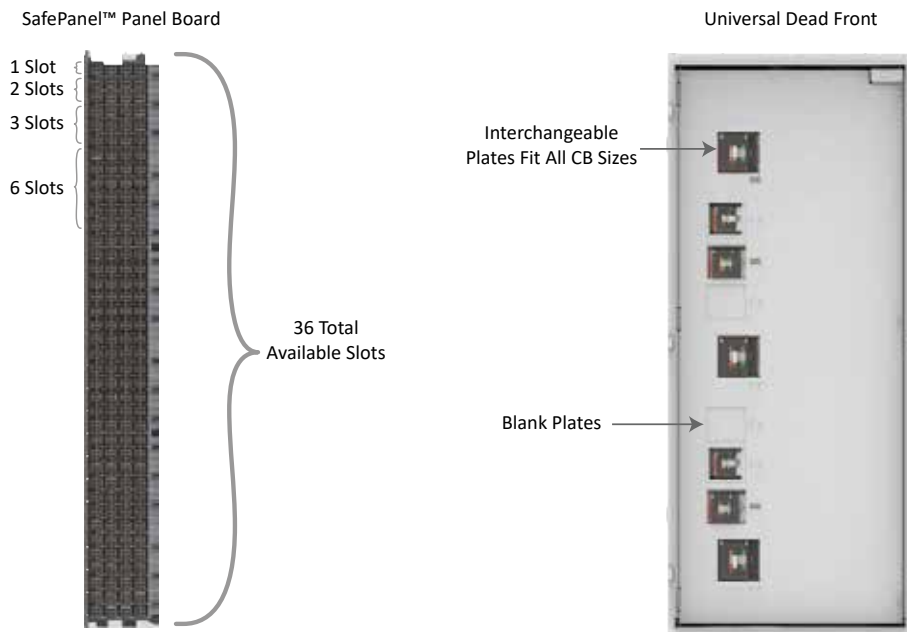 SafePanel™ Panel Board
1 Slot
2 Slots
3 Slots
6 Slots
36 Total
Available Slots
Universal Dead Front
Interchangeable
Plates Fit All CB Sizes
Blank Plates